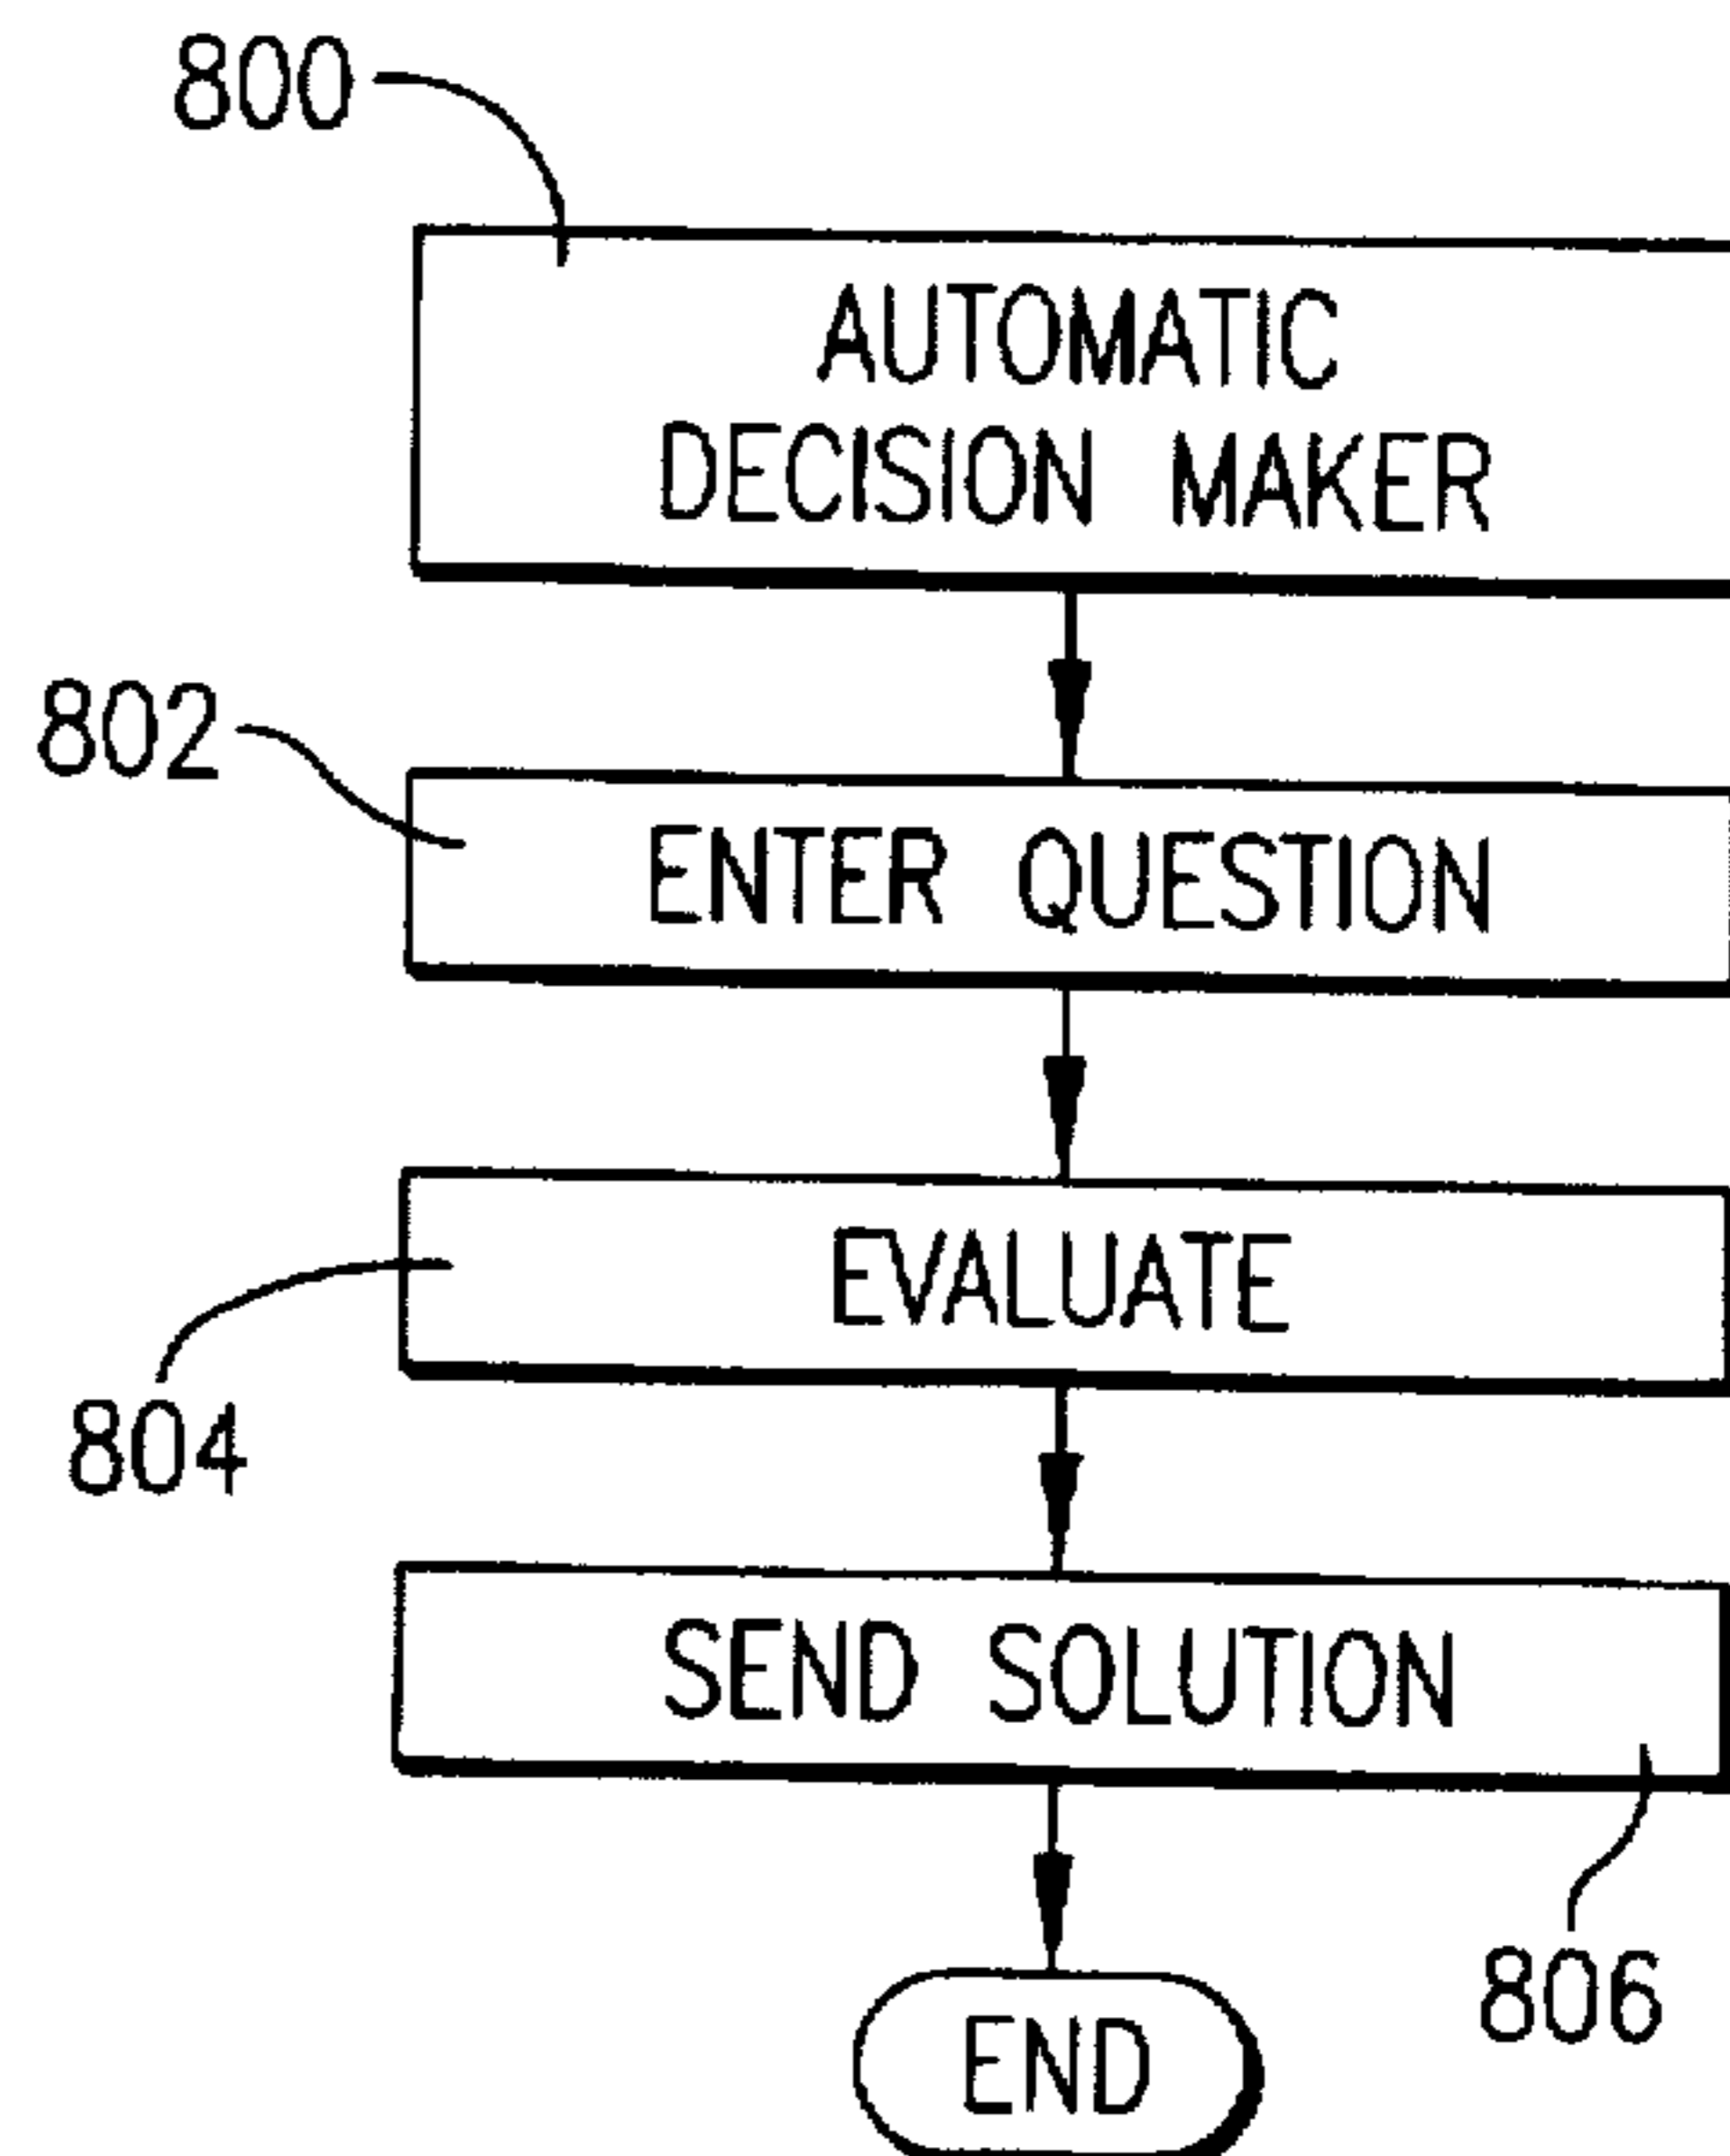 800
AUTOMATIC
DECISION MAKER
802
ENTER QUESTION
EVALUATE
804
SEND SOLUTION
806
END